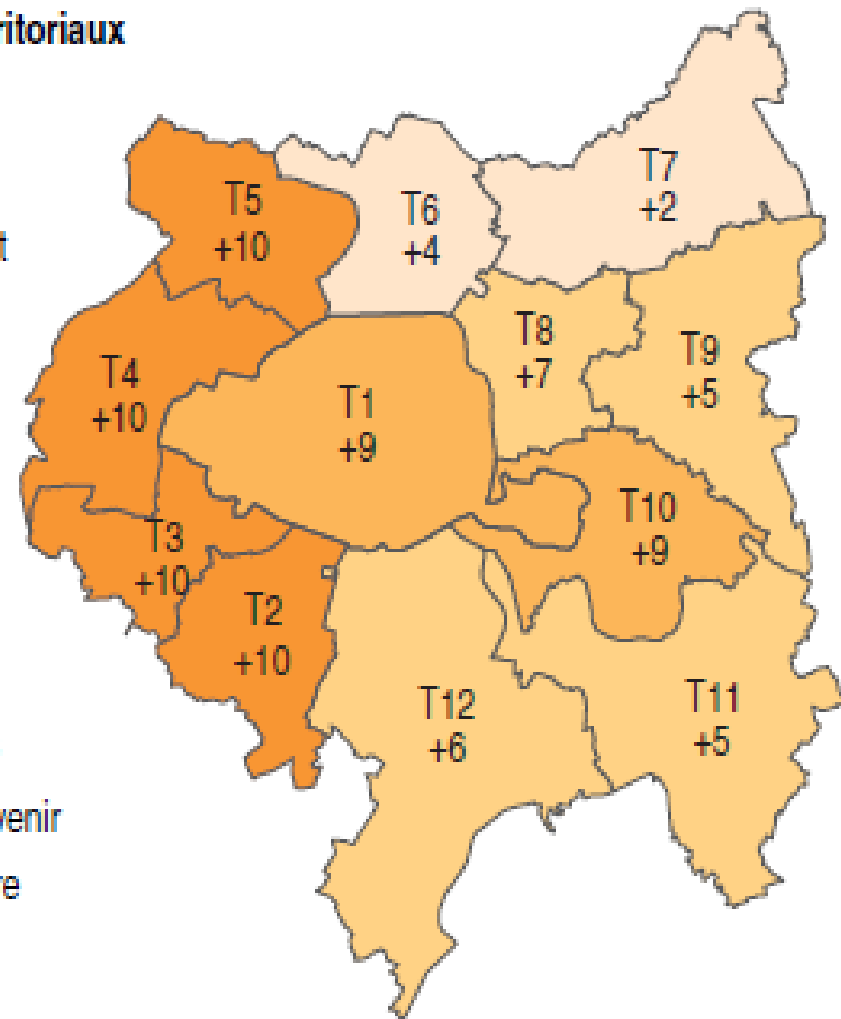 ritoriaux
T7
+2
T5
+10
T6
+4
t
T8
+7
T9
+5
T4
+10
T1
+9
T10
+9
T3
+10
T2
+10
T12
+6
T11
+5
venir
re